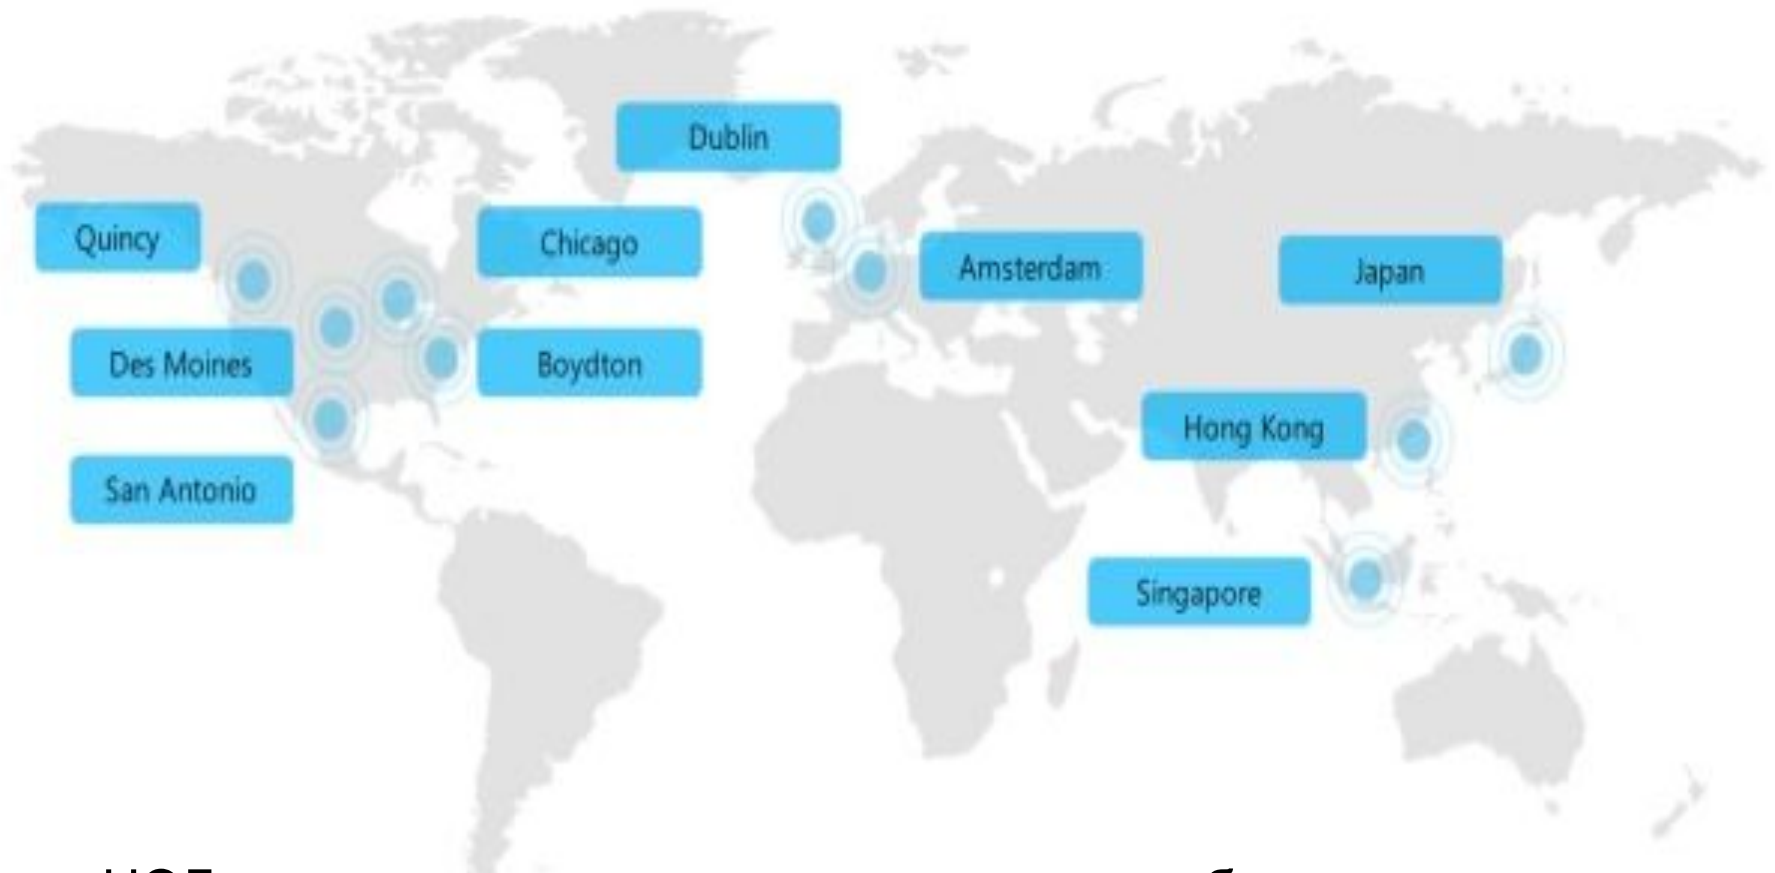 Dublin
Quincy
Chicago
Amsterdam
Japan
Des Moines
Boydton
Hong Kong
San Antonio
Singapore